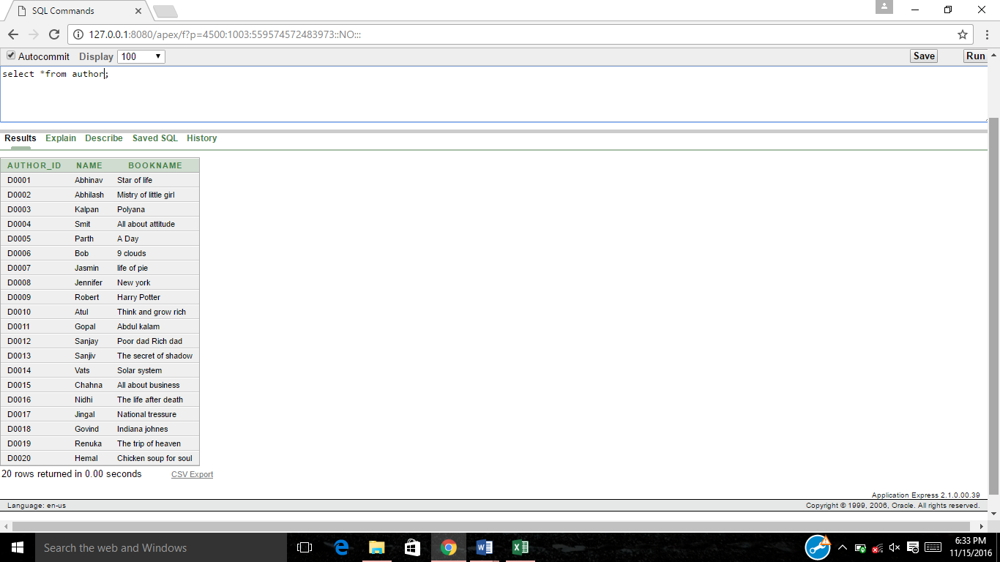 SQL Commands
127.0.0.1:8080/apex/f?p=4500:1003:559574572483973::NO:::
Autocommit Display 100 Save Run
select *from author;
Results Explain Describe Saved SQL History
AUTHOR_ID NAME BOOKNAME
D0001 Abhinav Star of life
D0002 Abhilash Mistry of little girl
D0003 Kalpan Polyana
D0004 Smit All about attitude
D0005 Parth A Day
D0006 Bob 9 clouds
D0007 Jasmin life of pie
D0008 Jennifer New york
D0009 Robert Harry Potter
D0010 Atul Think and grow rich
D0011 Gopal Abdul kalam
D0012 Sanjay Poor dad Rich dad
D0013 Sanjiv The secret of shadow
D0014 Vats Solar system
D0015 Chahna All about business
D0016 Nidhi The life after death
D0017 Jingal National tressure
D0018 Govind Indiana johnes
D0019 Renuka The trip of heaven
D0020 Hemal Chicken soup for soul
20 rows returned in 0.00 seconds CSV Export
Application Express 2.1.0.00.39
Language: en-us Copyright © 1999, 2006, Oracle. All rights reserved.
Search the web and Windows
6:33 PM
11/15/2016